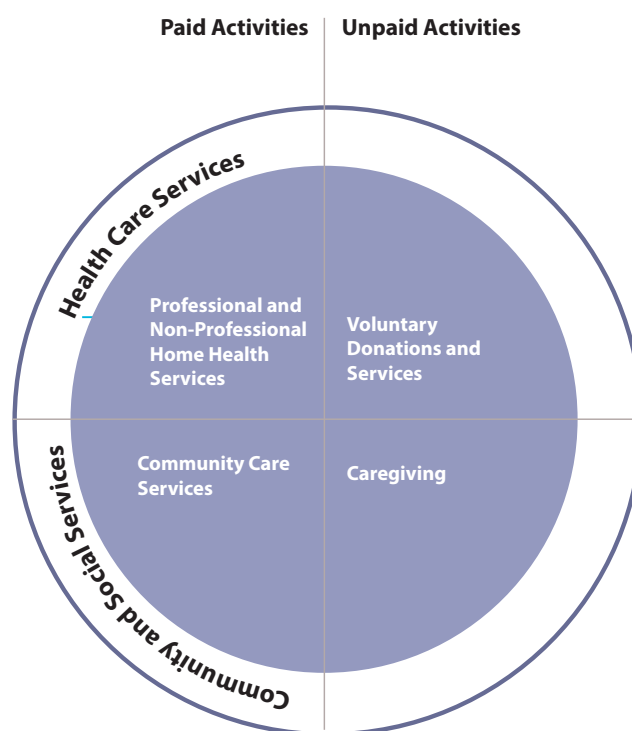 Paid Activities
Unpaid Activities
Health Care Services
Professional and
Non-Professional
Home Health
Services
Voluntary
Donations and
Services
Community Care
Services
Caregiving
Community and Social Services